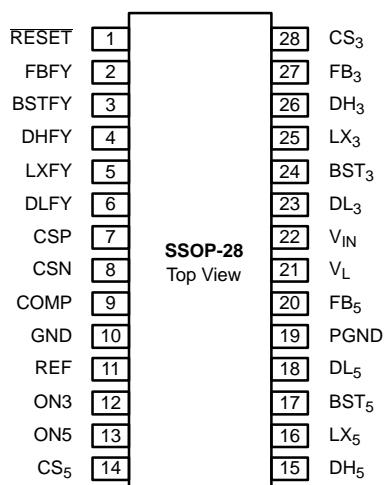 RESET 1 28 CS3
FBFY 2 27 FB3
BSTFY 3 26 DH3
DHFY 4 25 LX3
LXFY 5 24 BST3
DLFY 6 23 DL3
CSP 7 22 VIN
SSOP-28
CSN 8 21 VL
Top View
COMP 9 20 FB5
GND 10 19 PGND
REF 11 18 DL5
ON3 12 17 BST5
ON5 13 16 LX5
CS5 14 15 DH5